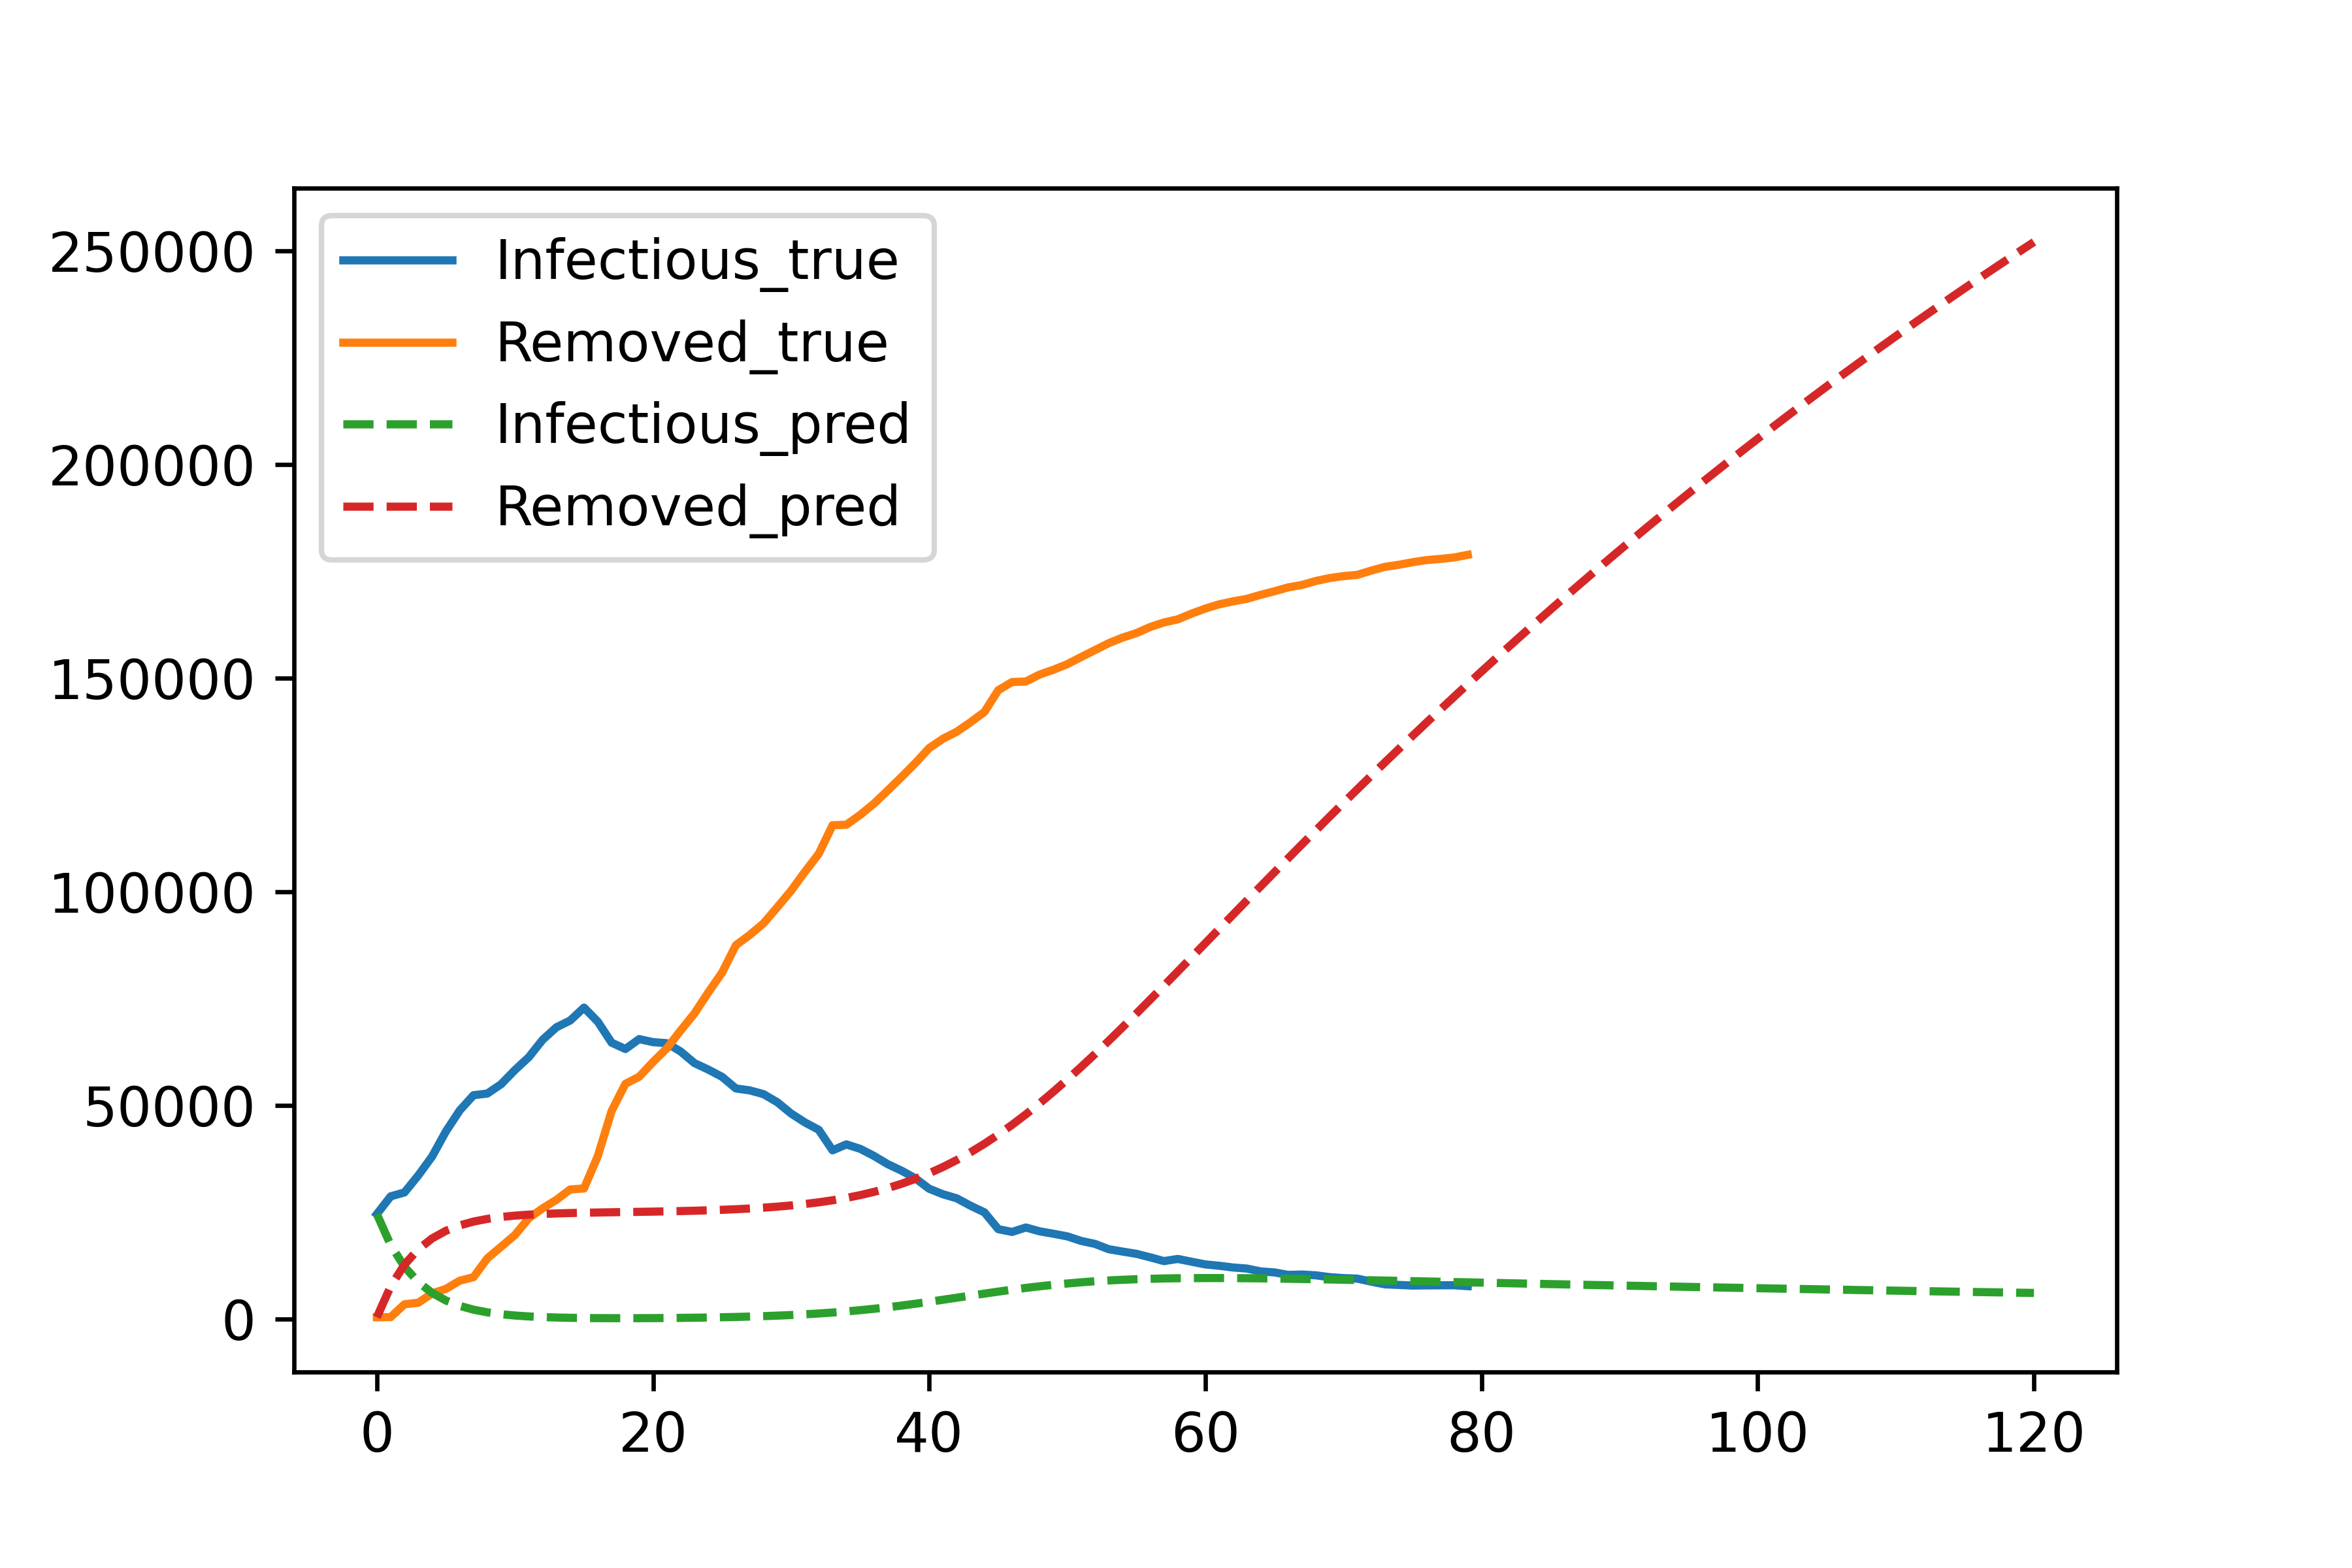 Infectious_true
Removed_true
Infectious_pred
Removed_pred
250000
200000
150000
100000
50000
0
0 20 40 60 80 100 120